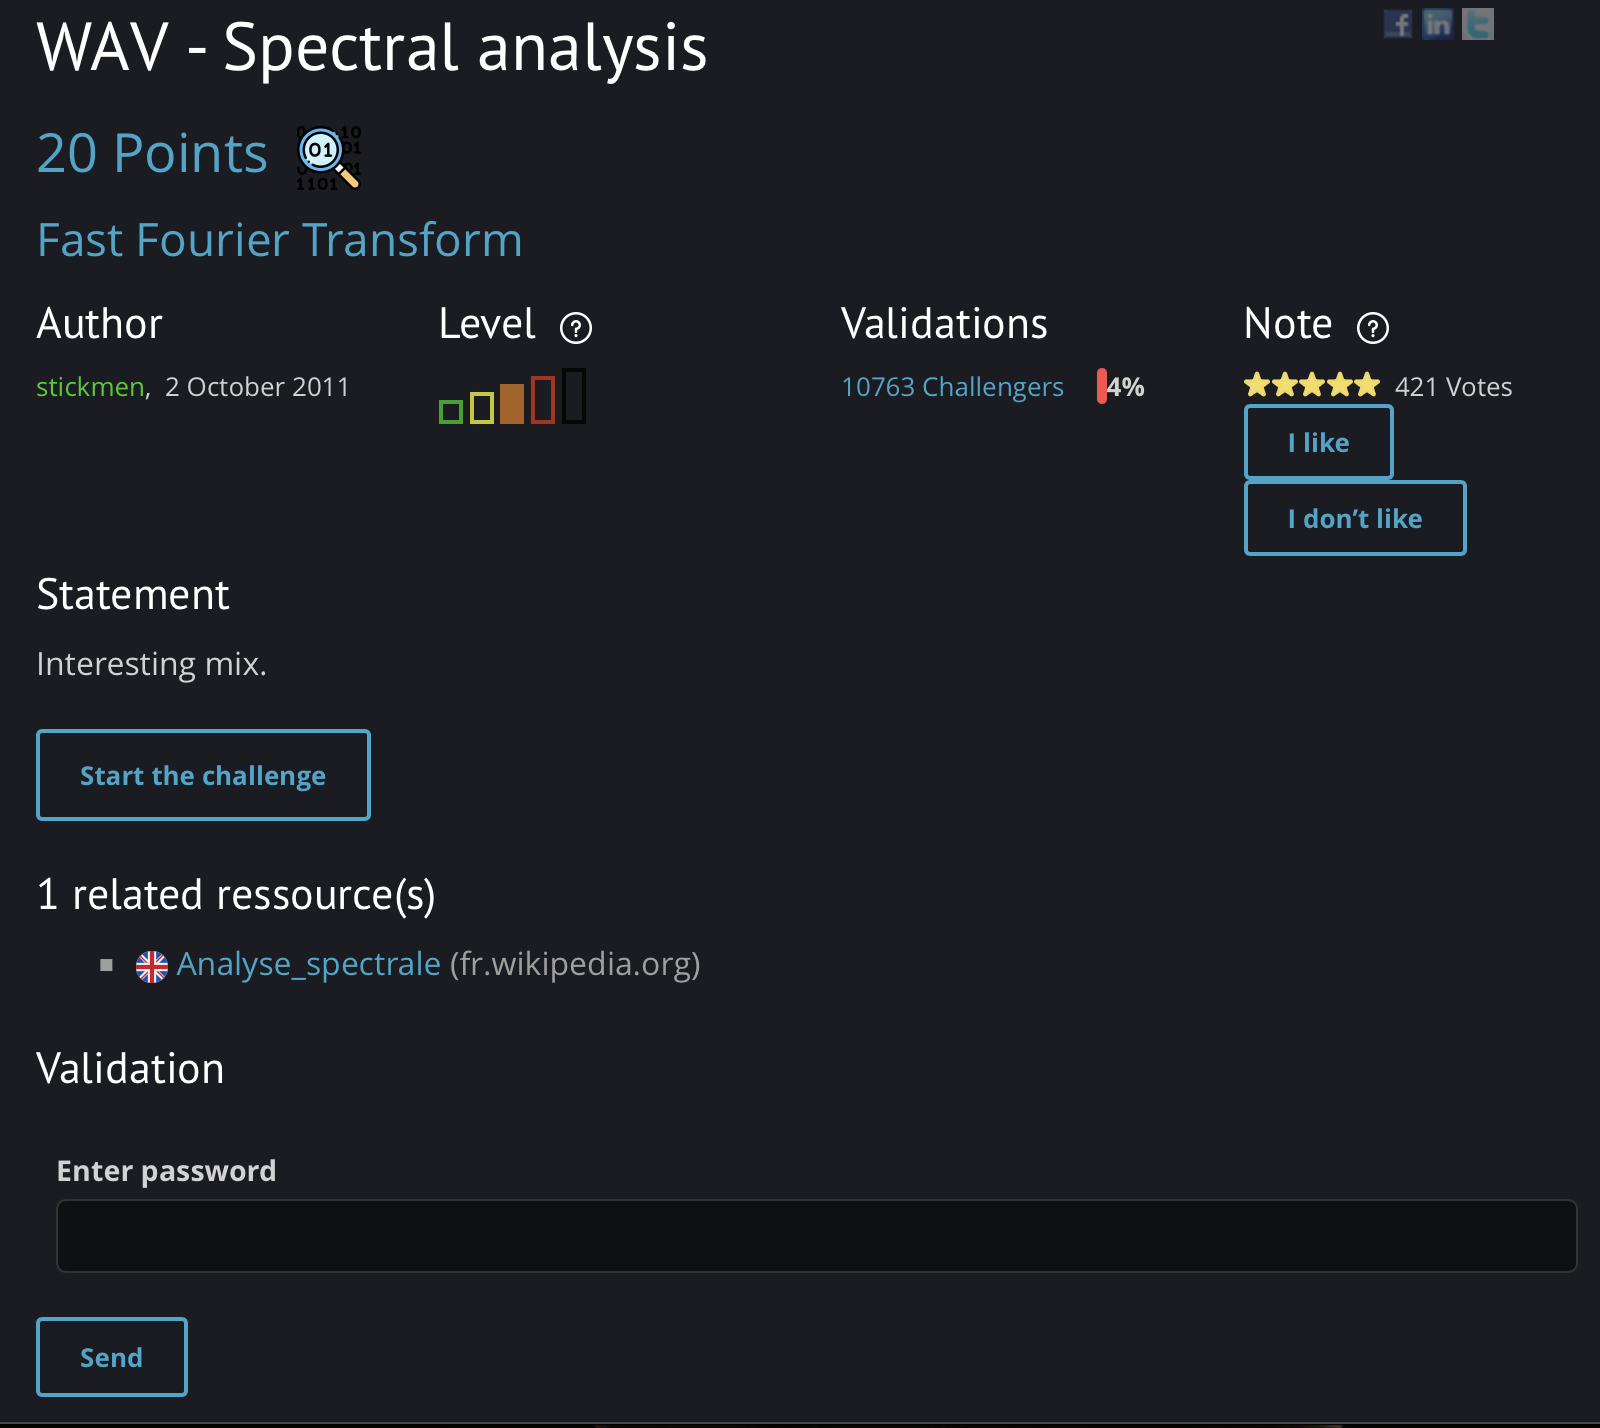 WAV - Spectral analysis
20 Points
Fast Fourier Transform
Author
Level ?
Validations
Note ?
stickmen, 2 October 2011
10763 Challengers 4%
421 Votes
I like
I don’t like
Statement
Interesting mix.
Start the challenge
1 related ressource(s)
Analyse_spectrale (fr.wikipedia.org)
Validation
Enter password
Send